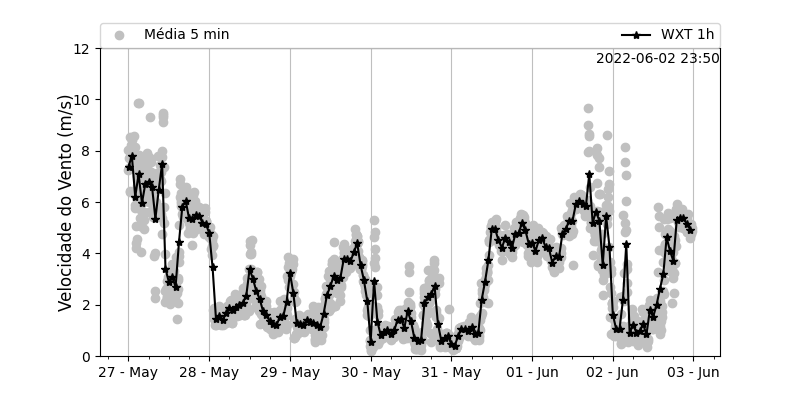 Média 5 min
WXT 1h
2022-06-02 23:50
Velocidade do Vento (m/s)
12
10
8
6
4
2
0
27 - May 28 - May 29 - May 30 - May 31 - May 01 - Jun 02 - Jun 03 - Jun